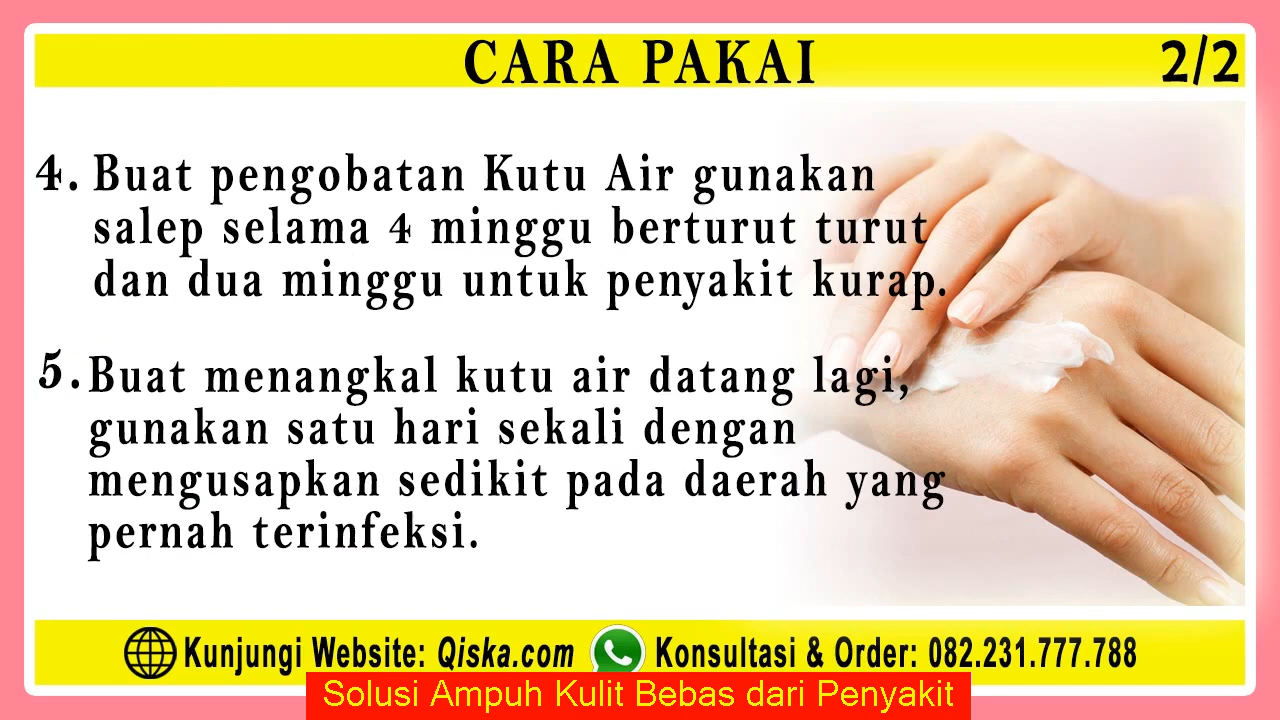 CARA PAKAI
2/2
4. Buat pengobatan Kutu Air gunakan
salep selama 4 minggu berturut turut
dan dua minggu untuk penyakit kurap.
5. Buat menangkal kutu air datang lagi,
gunakan satu hari sekali dengan
mengusapkan sedikit pada daerah yang
pernah terinfeksi.
Kunjungi Website: Qiska.com
Konsultasi & Order: 082.231.777.788
Solusi Ampuh Kulit Bebas dari Penyakit